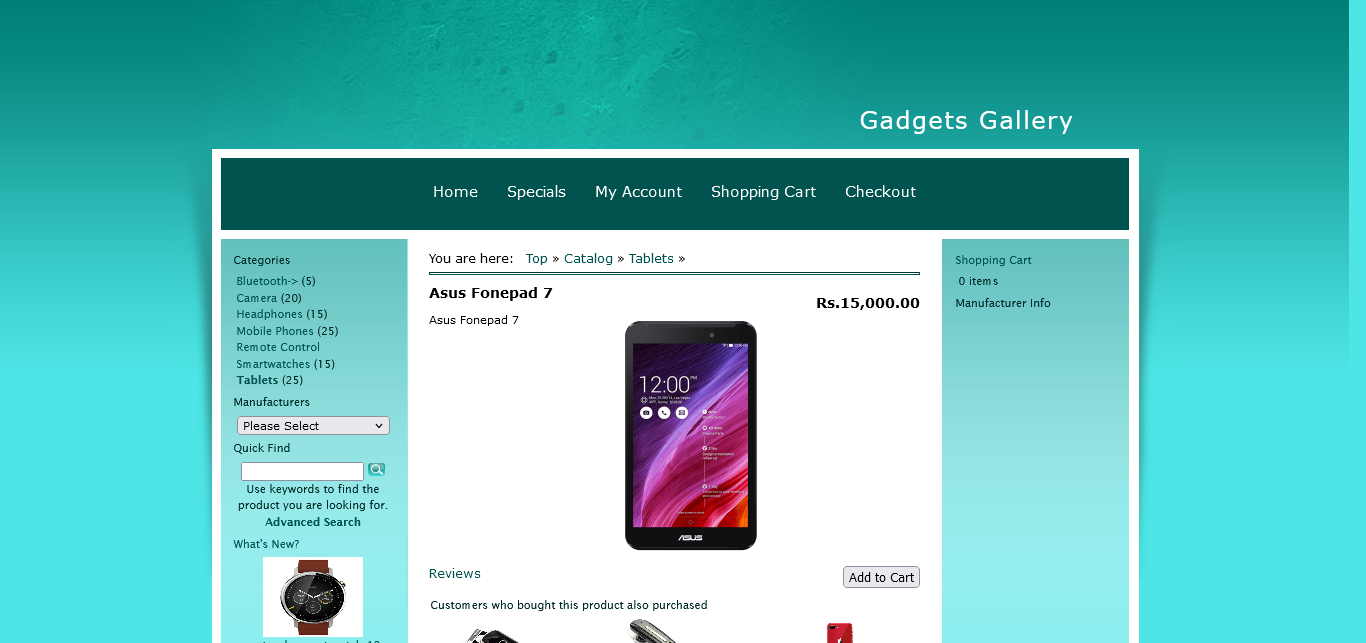 Gadgets Gallery
Home Specials My Account Shopping Cart Checkout
Categories
Bluetooth-> (5)
Camera (20)
Headphones (15)
Mobile Phones (25)
Remote Control
Smartwatches (15)
Tablets (25)
Manufacturers
Please Select
Quick Find
Use keywords to find the
product you are looking for.
Advanced Search
What's New?
You are here: Top » Catalog » Tablets »
Asus Fonepad 7
Rs.15,000.00
Asus Fonepad 7
12:00 PM
ASUS
Reviews
Add to Cart
Customers who bought this product also purchased
Shopping Cart
0 items
Manufacturer Info